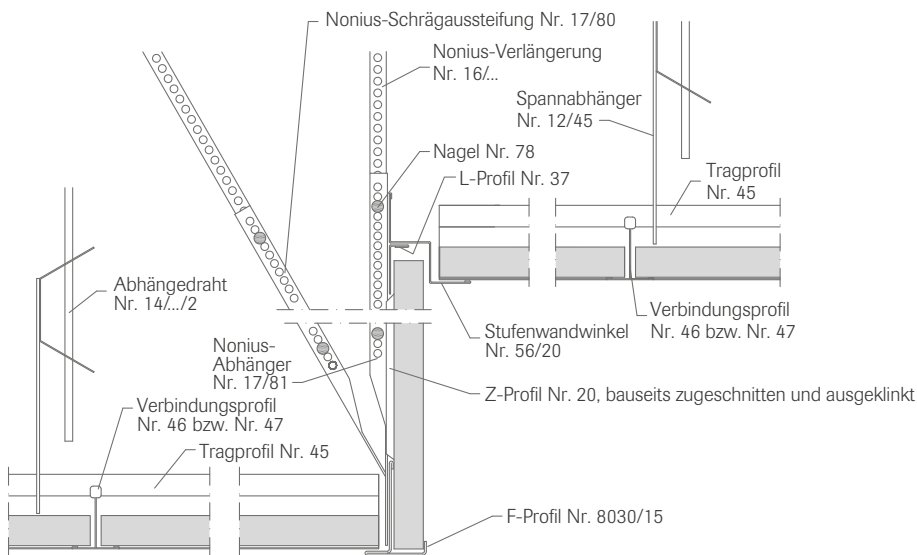 Nonius-Schrägaussteifung Nr. 17/80
Nonius-Verlängerung
Nr. 16/...
Spannabhänger
Nr. 12/45
Nagel Nr. 78
L-Profil Nr. 37
Tragprofil
Nr. 45
Abhängedraht
Nr. 14/.../2
Nonius-
Abhänger
Nr. 17/81
Stufenwandwinkel
Nr. 56/20
Verbindungsprofil
Nr. 46 bzw. Nr. 47
Z-Profil Nr. 20, bauseits zugeschnitten und ausgeklinkt
Verbindungsprofil
Nr. 46 bzw. Nr. 47
Tragprofil Nr. 45
F-Profil Nr. 8030/15